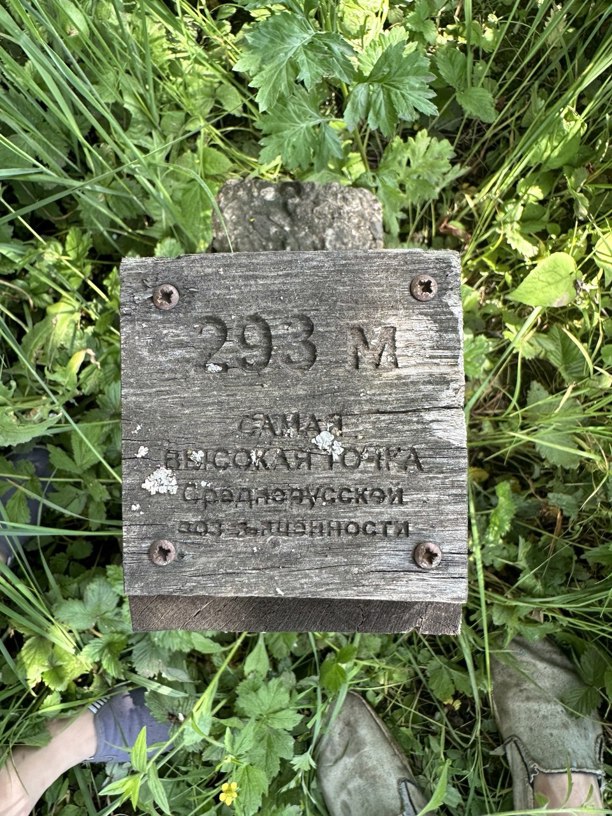 293 м
САМАЯ
ВЫСОКАЯ ТОЧКА
Среднерусской
возвышенности